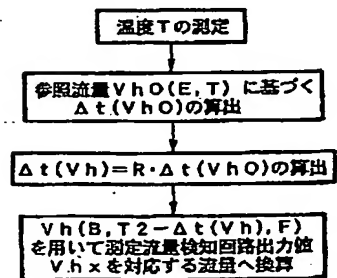 温度Tの測定
参照流量Vh0(E,T)に基づく
Δt(Vh0)の算出
Δt(Vh)=R·Δt(Vh0)の算出
Vh(B,T2-Δt(Vh),F)
を用いて測定流量検知回路出力値
Vhxを対応する流量へ換算